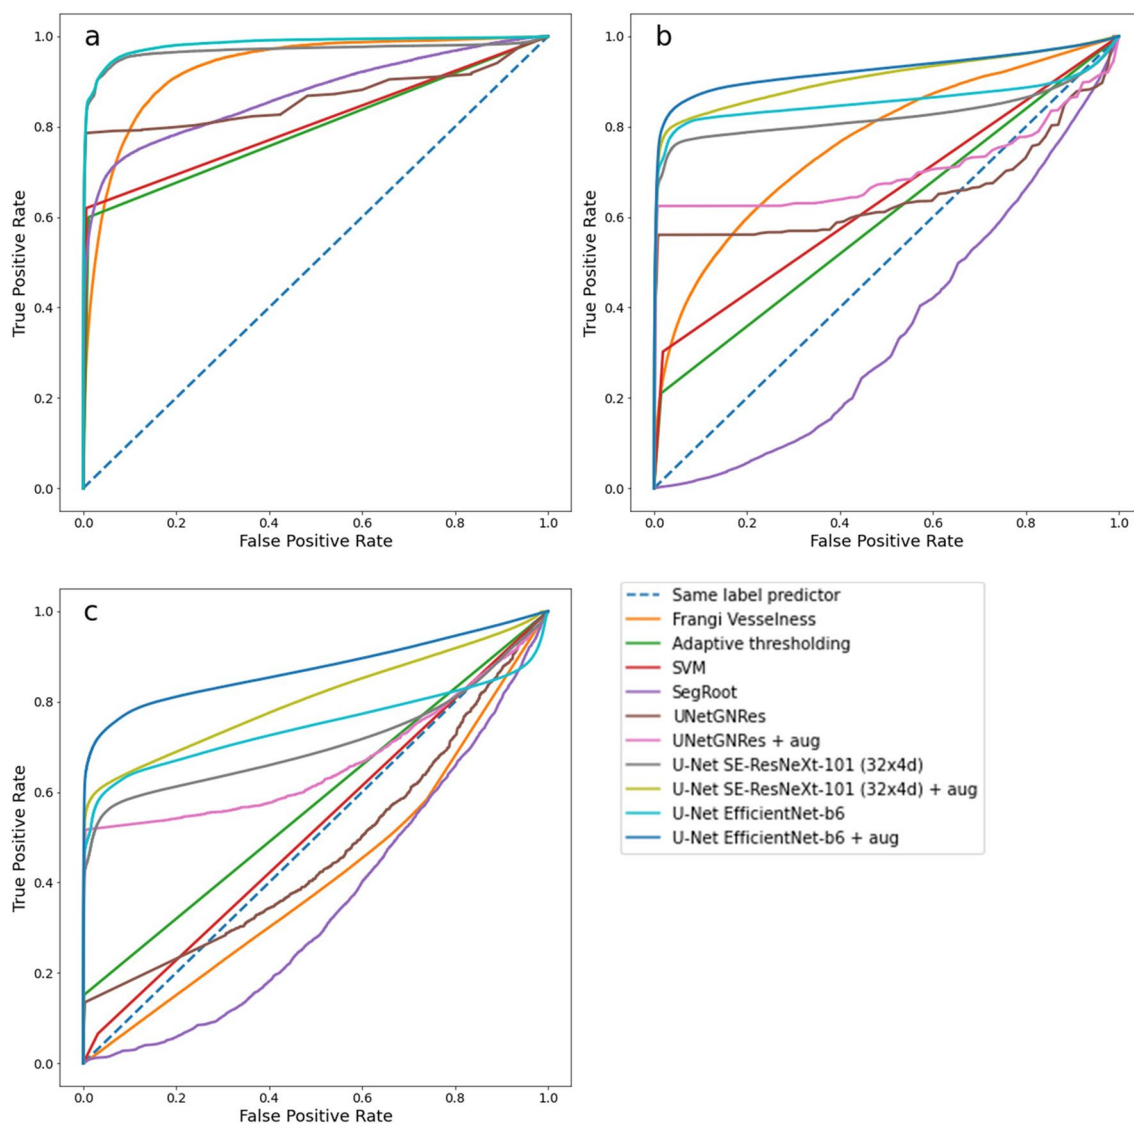 a
1.0
0.8
0.6
0.4
0.2
0.0
True Positive Rate
0.0 0.2 0.4 0.6 0.8 1.0
False Positive Rate
b
1.0
0.8
0.6
0.4
0.2
0.0
True Positive Rate
0.0 0.2 0.4 0.6 0.8 1.0
False Positive Rate
c
1.0
0.8
0.6
0.4
0.2
0.0
True Positive Rate
0.0 0.2 0.4 0.6 0.8 1.0
False Positive Rate
Same label predictor
Frangi Vesselness
Adaptive thresholding
SVM
SegRoot
UNetGNRes
UNetGNRes + aug
U-Net SE-ResNeXt-101 (32x4d)
U-Net SE-ResNeXt-101 (32x4d) + aug
U-Net EfficientNet-b6
U-Net EfficientNet-b6 + aug